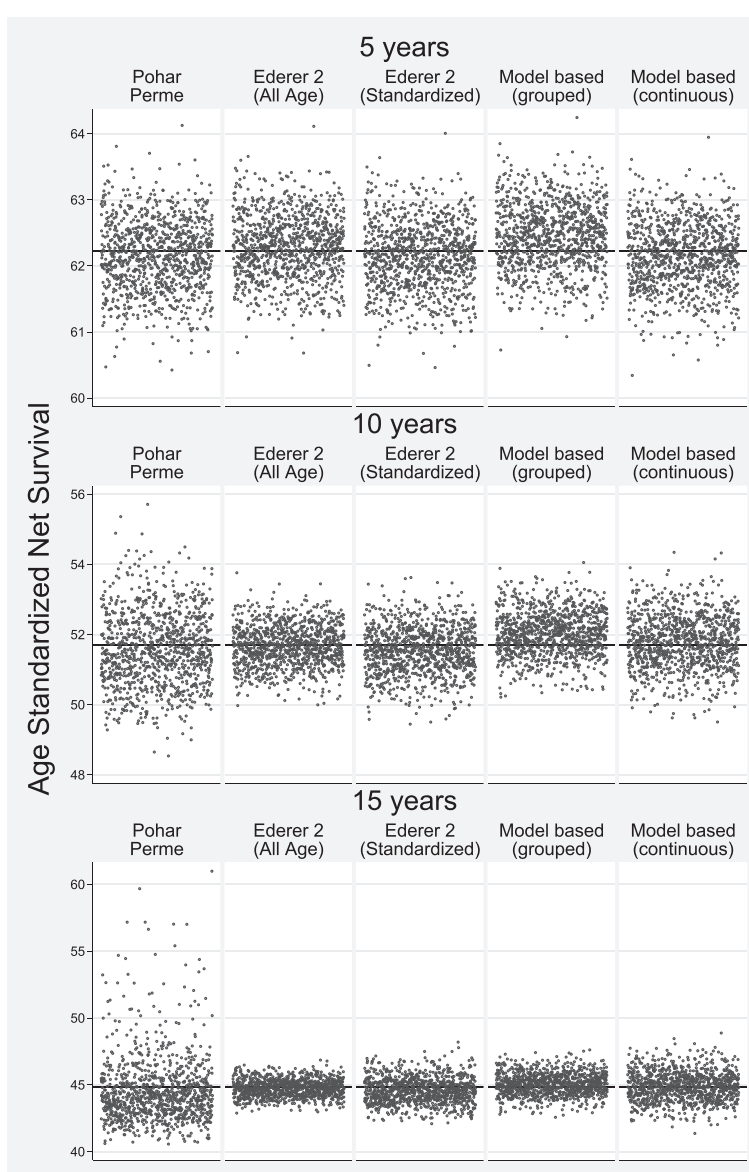 Age Standardized Net Survival
5 years
Pohar
Perme
Ederer 2
(All Age)
Ederer 2
(Standardized)
Model based
(grouped)
Model based
(continuous)
64
63
62
61
60
10 years
Pohar
Perme
Ederer 2
(All Age)
Ederer 2
(Standardized)
Model based
(grouped)
Model based
(continuous)
56
54
52
50
48
15 years
Pohar
Perme
Ederer 2
(All Age)
Ederer 2
(Standardized)
Model based
(grouped)
Model based
(continuous)
60
55
50
45
40